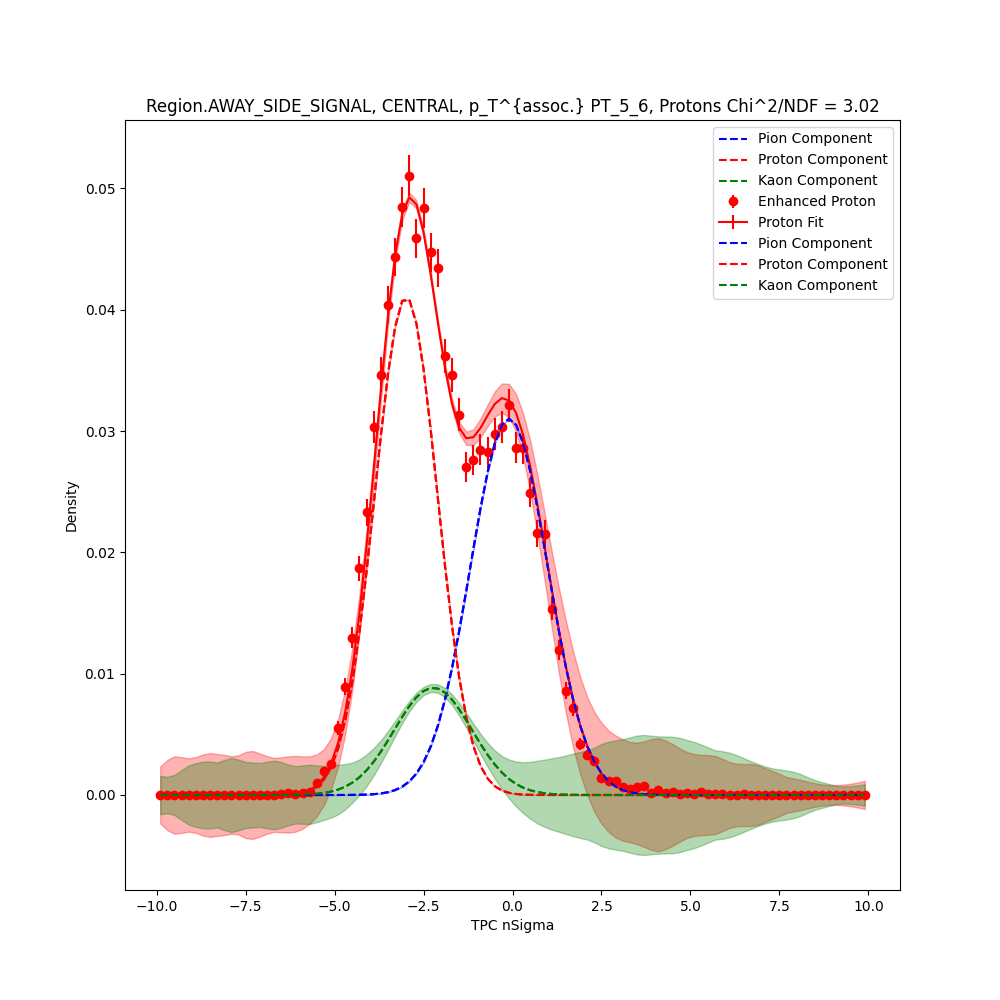 Region.AWAY_SIDE_SIGNAL, CENTRAL, p_T^{assoc.} PT_5_6, Protons Chi^2/NDF = 3.02
Pion Component
Proton Component
Kaon Component
Enhanced Proton
Proton Fit
Pion Component
Proton Component
Kaon Component
0.05
0.04
0.03
0.02
0.01
0.00
Density
−10.0 −7.5 −5.0 −2.5 0.0 2.5 5.0 7.5 10.0
TPC nSigma